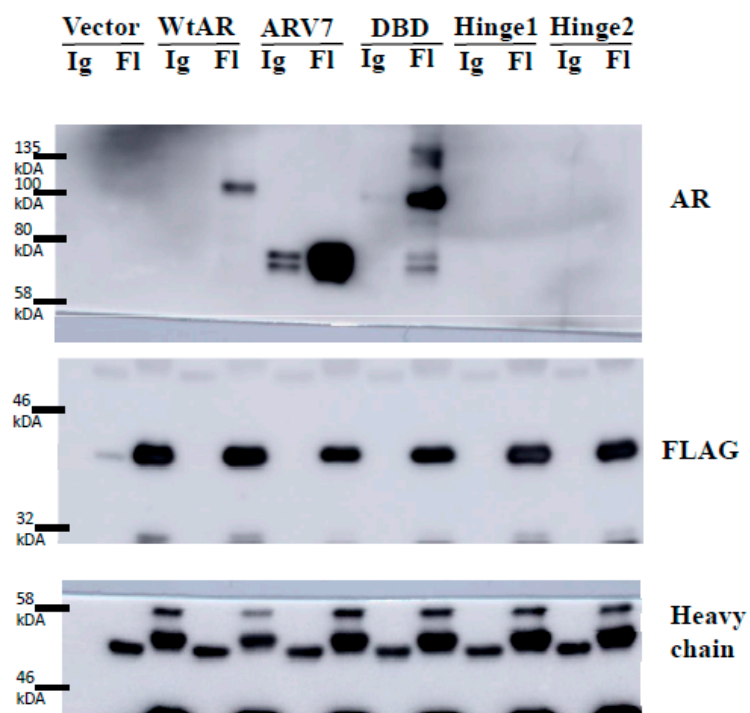 Vector WtAR ARV7 DBD Hinge1 Hinge2
Ig Fl Ig Fl Ig Fl Ig Fl Ig Fl Ig Fl
135
kDA
100
kDA
80
kDA
58
kDA
AR
46
kDA
32
kDA
FLAG
58
kDA
46
kDA
Heavy
chain